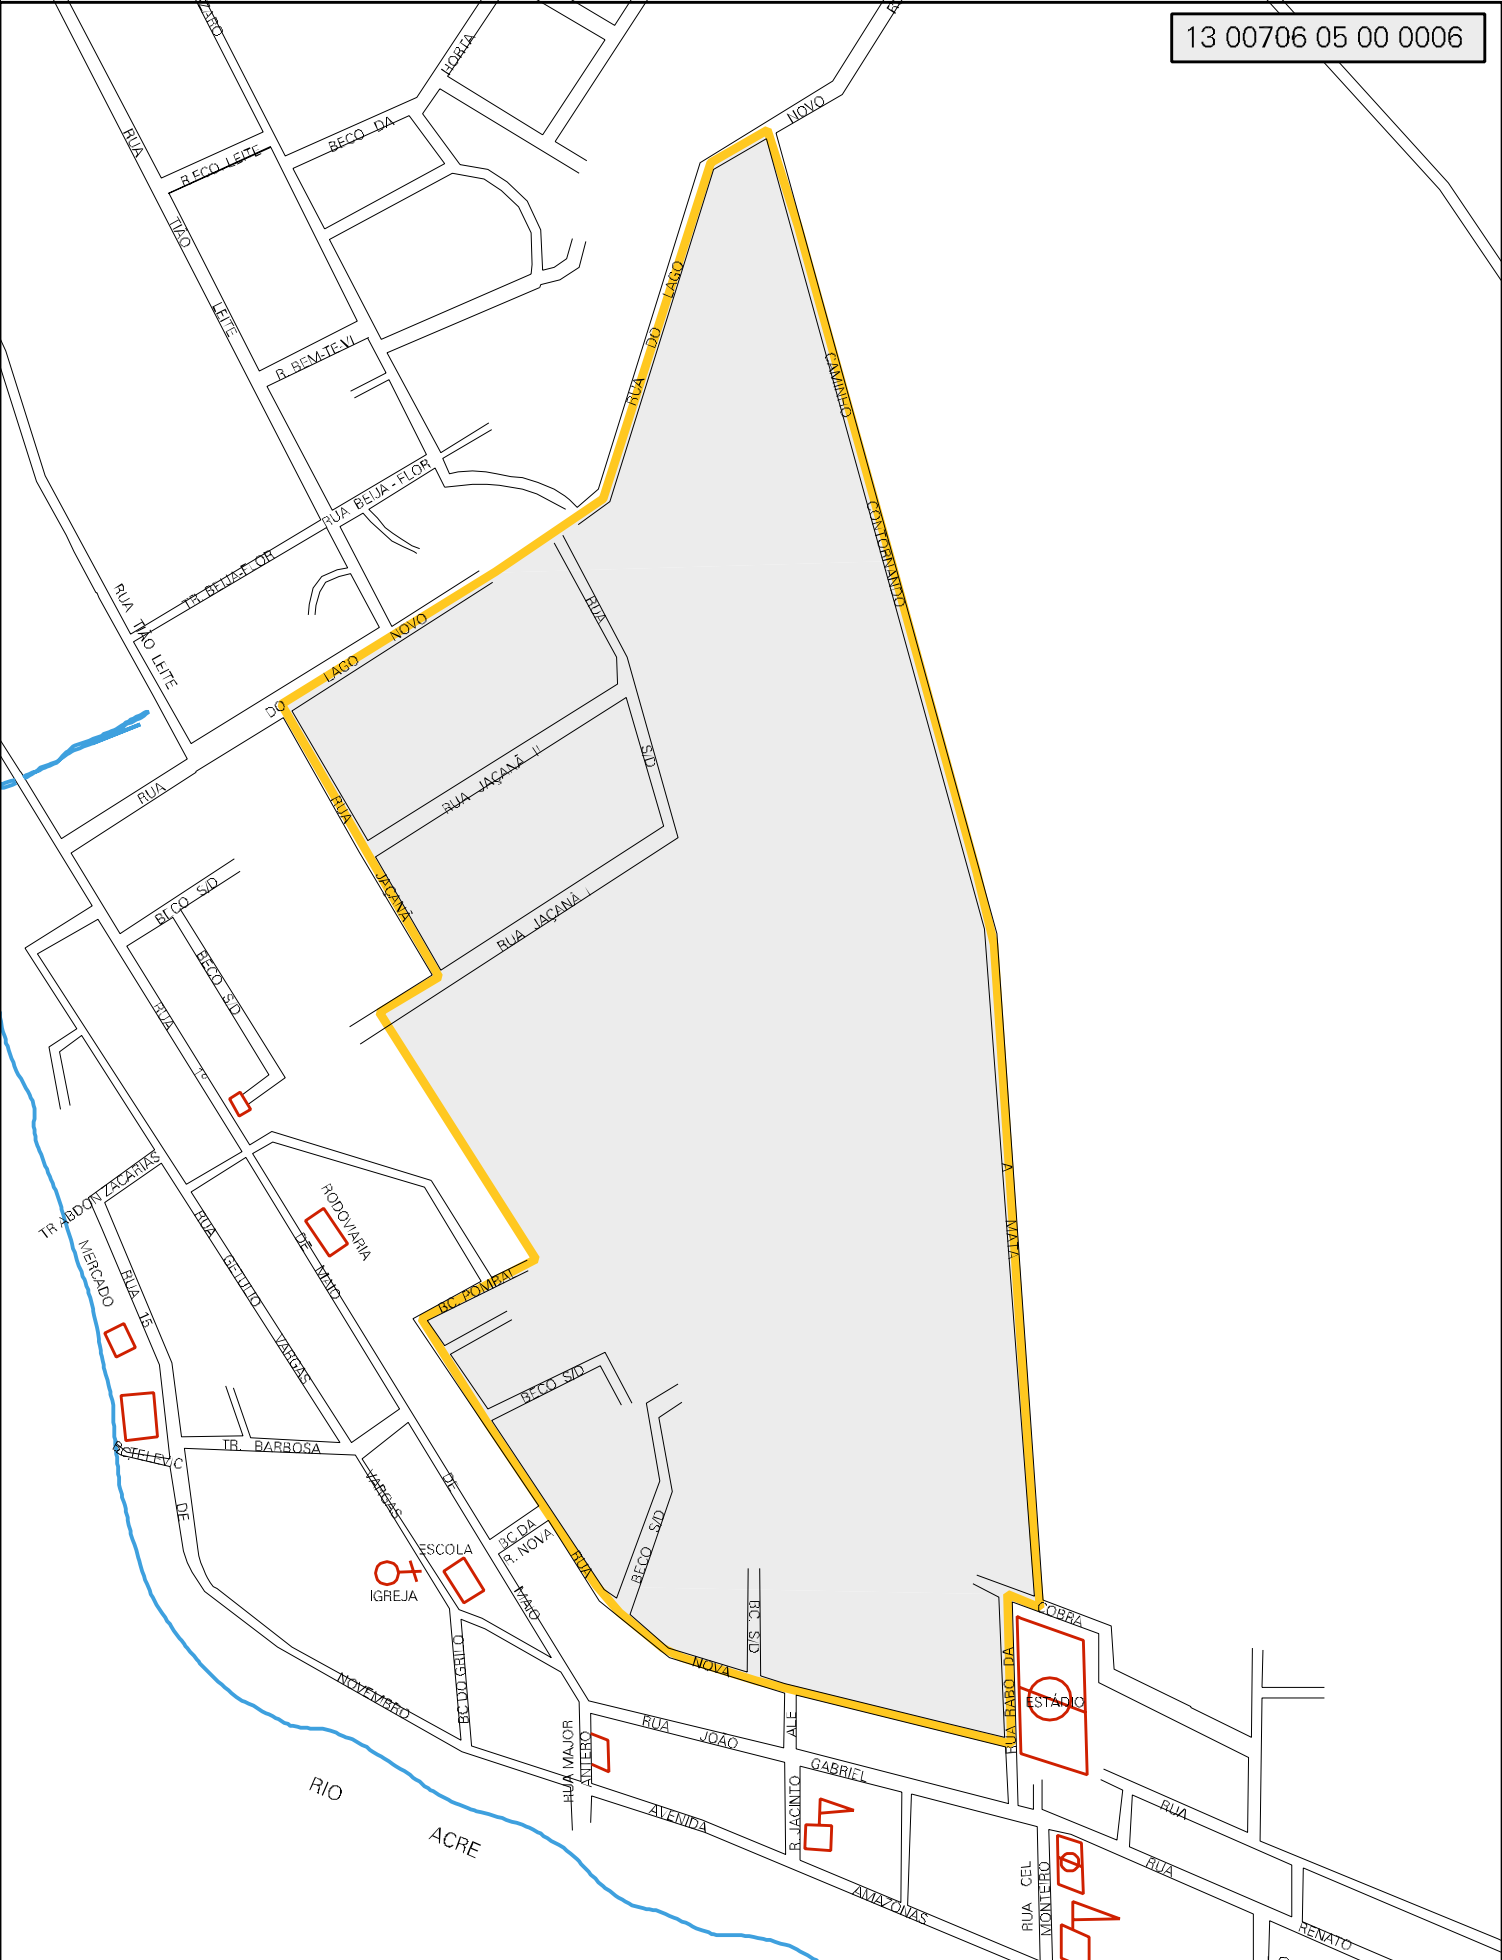 13 00706 05 00 0006
HORTA
NOVO
RUA
BECO DA
BECO LEITE
TIÃO
LAGO
LEITE
DO
R. BEM-TE-VI
RUA
CAMINHO
RUA BEIJA-FLOR
CONTORNANDO
TR. BEIJA-FLOR
RUA TIÃO LEITE
RUA
NOVO
LAGO
DO
S/D
RUA JAÇANÃ II
RUA
RUA
JAÇANÃ
BECO S/D
RUA JAÇANÃ I
BECO S/D
RUA
1º
A
TR ABDON ZACARIAS
RODOVIARIA
RUA
MATA
DE
MERCADO
GETULIO
MAIO
RUA 15
BC. POMBAL
VARGAS
BECO S/D
TR. BARBOSA
DE
VARGAS
DE
BC DA
R. NOVA
BECO S/D
ESCOLA
RUA
IGREJA
MAIO
COBRA
BC. S/D
NOVA
BC DO GRILO
RUA RABO DA
ESTÁDIO
NOVEMBRO
RUA
JOÃO
ALE
RUA MAJOR
ANTERO
GABRIEL
RIO
ACRE
AVENIDA
R. JACINTO
RUA
RUA
AMAZONAS
RUA CEL
MONTEIRO
RENATO